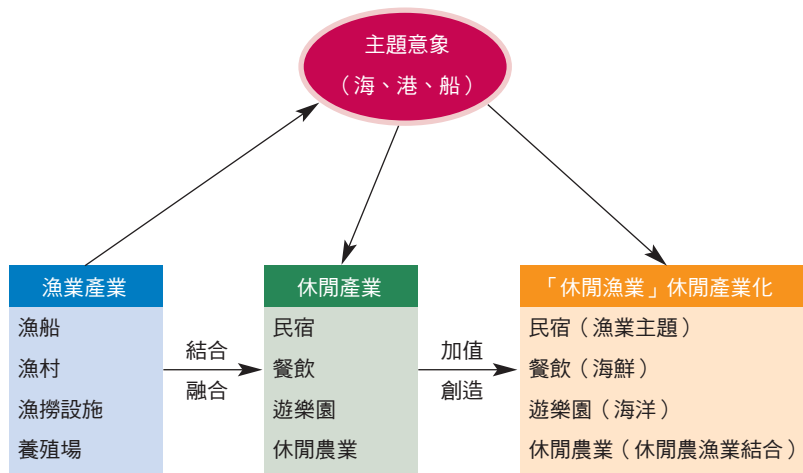 主題意象
（海、港、船）
漁業產業
漁船
漁村
漁撈設施
養殖場
結合
融合
休閒產業
民宿
餐飲
遊樂園
休閒農業
加值
創造
「休閒漁業」休閒產業化
民宿（漁業主題）
餐飲（海鮮）
遊樂園（海洋）
休閒農業（休閒農漁業結合）